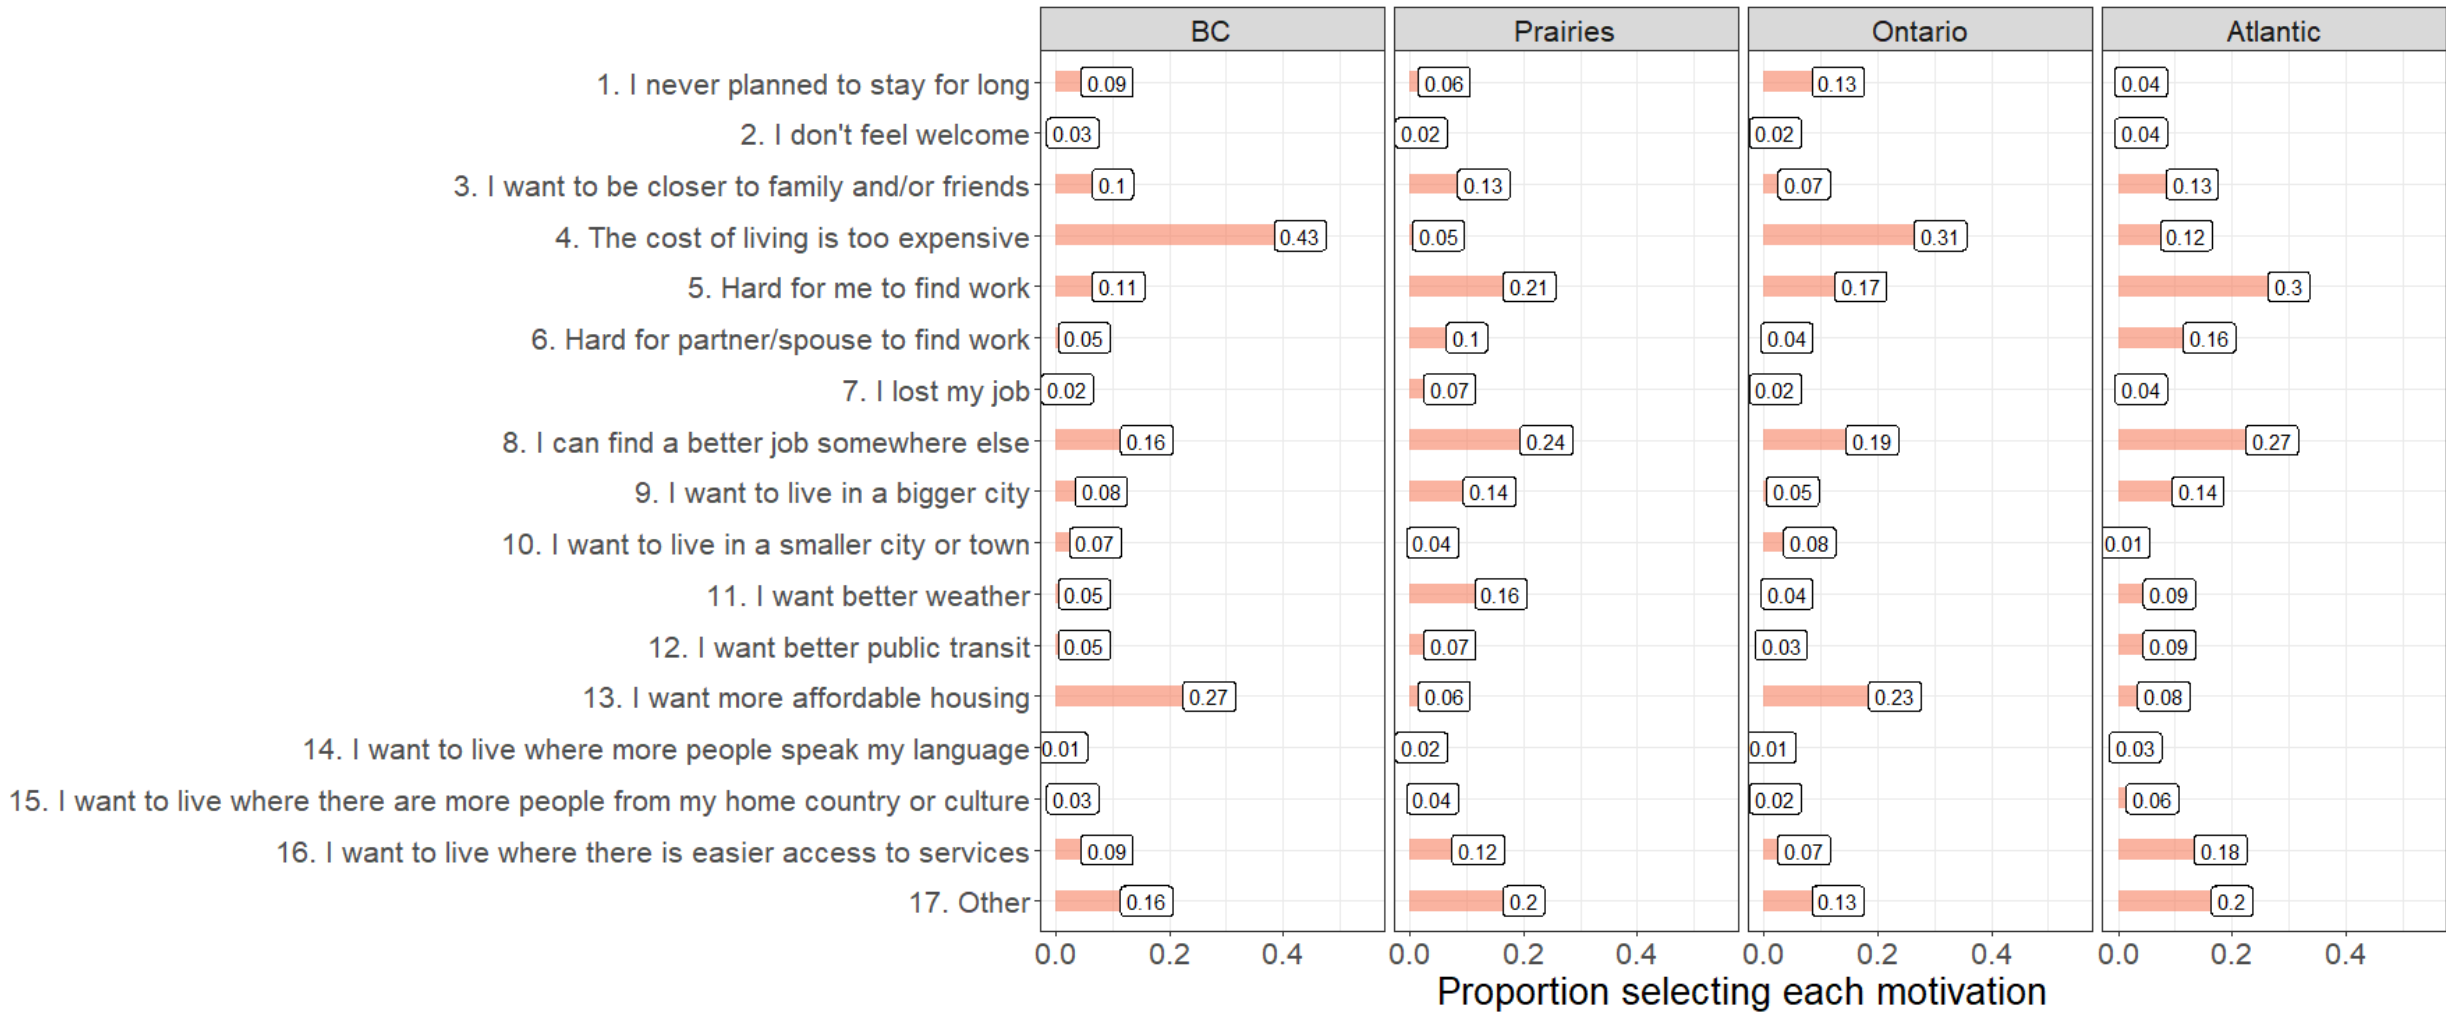 BC Prairies Ontario Atlantic
1. I never planned to stay for long 0.09 0.06 0.13 0.04
2. I don't feel welcome 0.03 0.02 0.02 0.04
3. I want to be closer to family and/or friends 0.1 0.13 0.07 0.13
4. The cost of living is too expensive 0.43 0.05 0.31 0.12
5. Hard for me to find work 0.11 0.21 0.17 0.3
6. Hard for partner/spouse to find work 0.05 0.1 0.04 0.16
7. I lost my job 0.02 0.07 0.02 0.04
8. I can find a better job somewhere else 0.16 0.24 0.19 0.27
9. I want to live in a bigger city 0.08 0.14 0.05 0.14
10. I want to live in a smaller city or town 0.07 0.04 0.08 0.01
11. I want better weather 0.05 0.16 0.04 0.09
12. I want better public transit 0.05 0.07 0.03 0.09
13. I want more affordable housing 0.27 0.06 0.23 0.08
14. I want to live where more people speak my language 0.01 0.02 0.01 0.03
15. I want to live where there are more people from my home country or culture 0.03 0.04 0.02 0.06
16. I want to live where there is easier access to services 0.09 0.12 0.07 0.18
17. Other 0.16 0.2 0.13 0.2
0.0 0.2 0.4 0.0 0.2 0.4 0.0 0.2 0.4 0.0 0.2 0.4
Proportion selecting each motivation